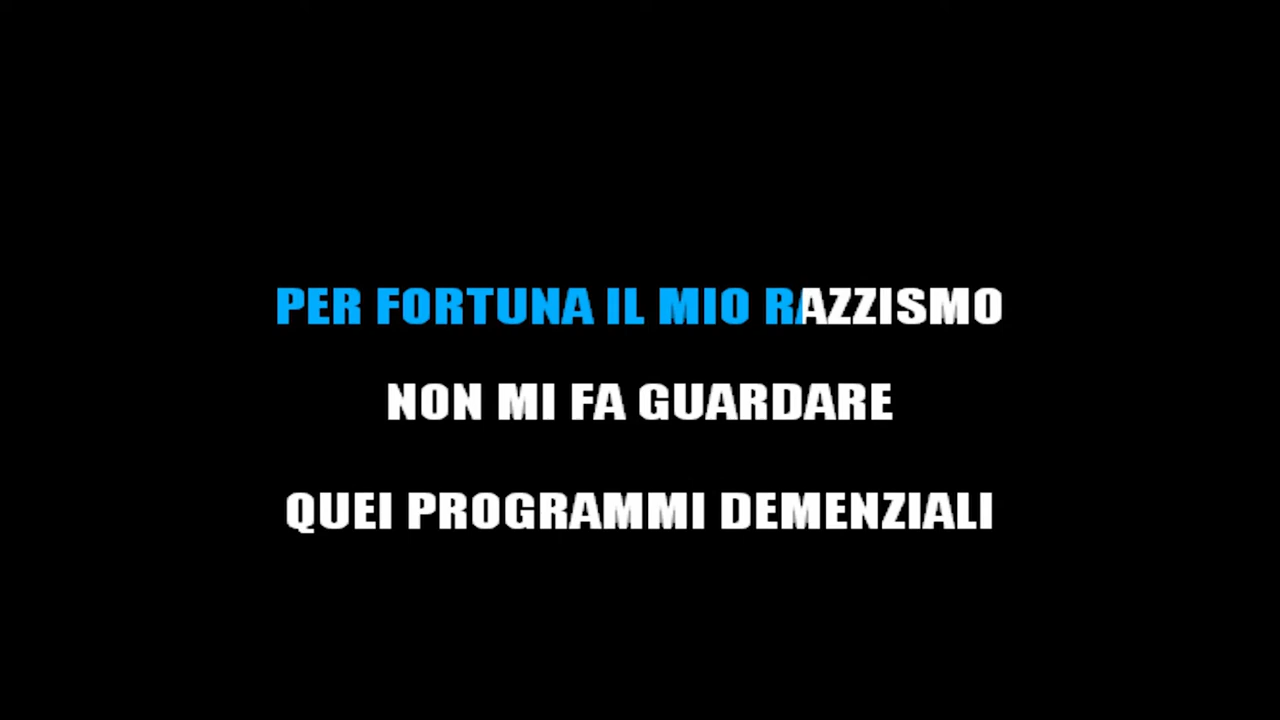 PER FORTUNA IL MIO RAZZISMO
NON MI FA GUARDARE
QUEI PROGRAMMI DEMENZIALI